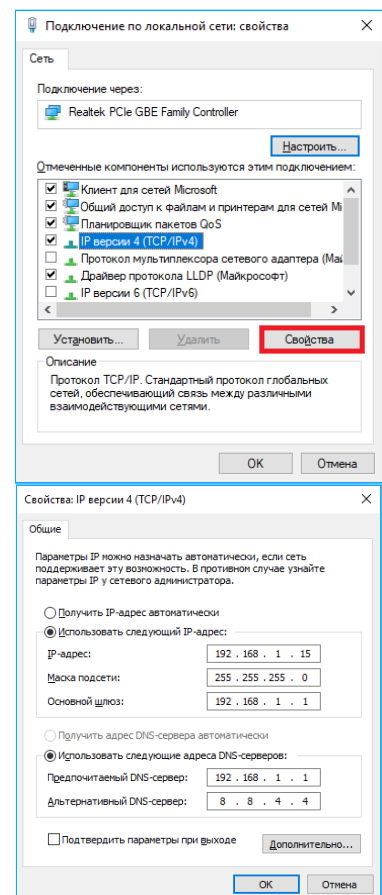 Подключение по локальной сети: свойства
Сеть
Подключение через:
Realtek PCIe GBE Family Controller
Настроить...
Отмеченные компоненты используются этим подключением:
Клиент для сетей Microsoft
Общий доступ к файлам и принтерам для сетей Mi
Планировщик пакетов QoS
IP версии 4 (TCP/IPv4)
Протокол мультиплексора сетевого адаптера (Май
Драйвер протокола LLDP (Майкрософт)
IP версии 6 (TCP/IPv6)
Установить... Удалить Свойства
Описание
Протокол TCP/IP. Стандартный протокол глобальных
сетей, обеспечивающий связь между различными
взаимодействующими сетями.
OK Отмена
Свойства: IP версии 4 (TCP/IPv4)
Общие
Параметры IP можно назначать автоматически, если сеть
поддерживает эту возможность. В противном случае узнайте
параметры IP у сетевого администратора.
Получить IP-адрес автоматически
Использовать следующий IP-адрес:
IP-адрес: 192 . 168 . 1 . 15
Маска подсети: 255 . 255 . 255 . 0
Основной шлюз: 192 . 168 . 1 . 1
Получить адрес DNS-сервера автоматически
Использовать следующие адреса DNS-серверов:
Предпочитаемый DNS-сервер: 192 . 168 . 1 . 1
Альтернативный DNS-сервер: 8 . 8 . 4 . 4
Подтвердить параметры при выходе Дополнительно...
OK Отмена